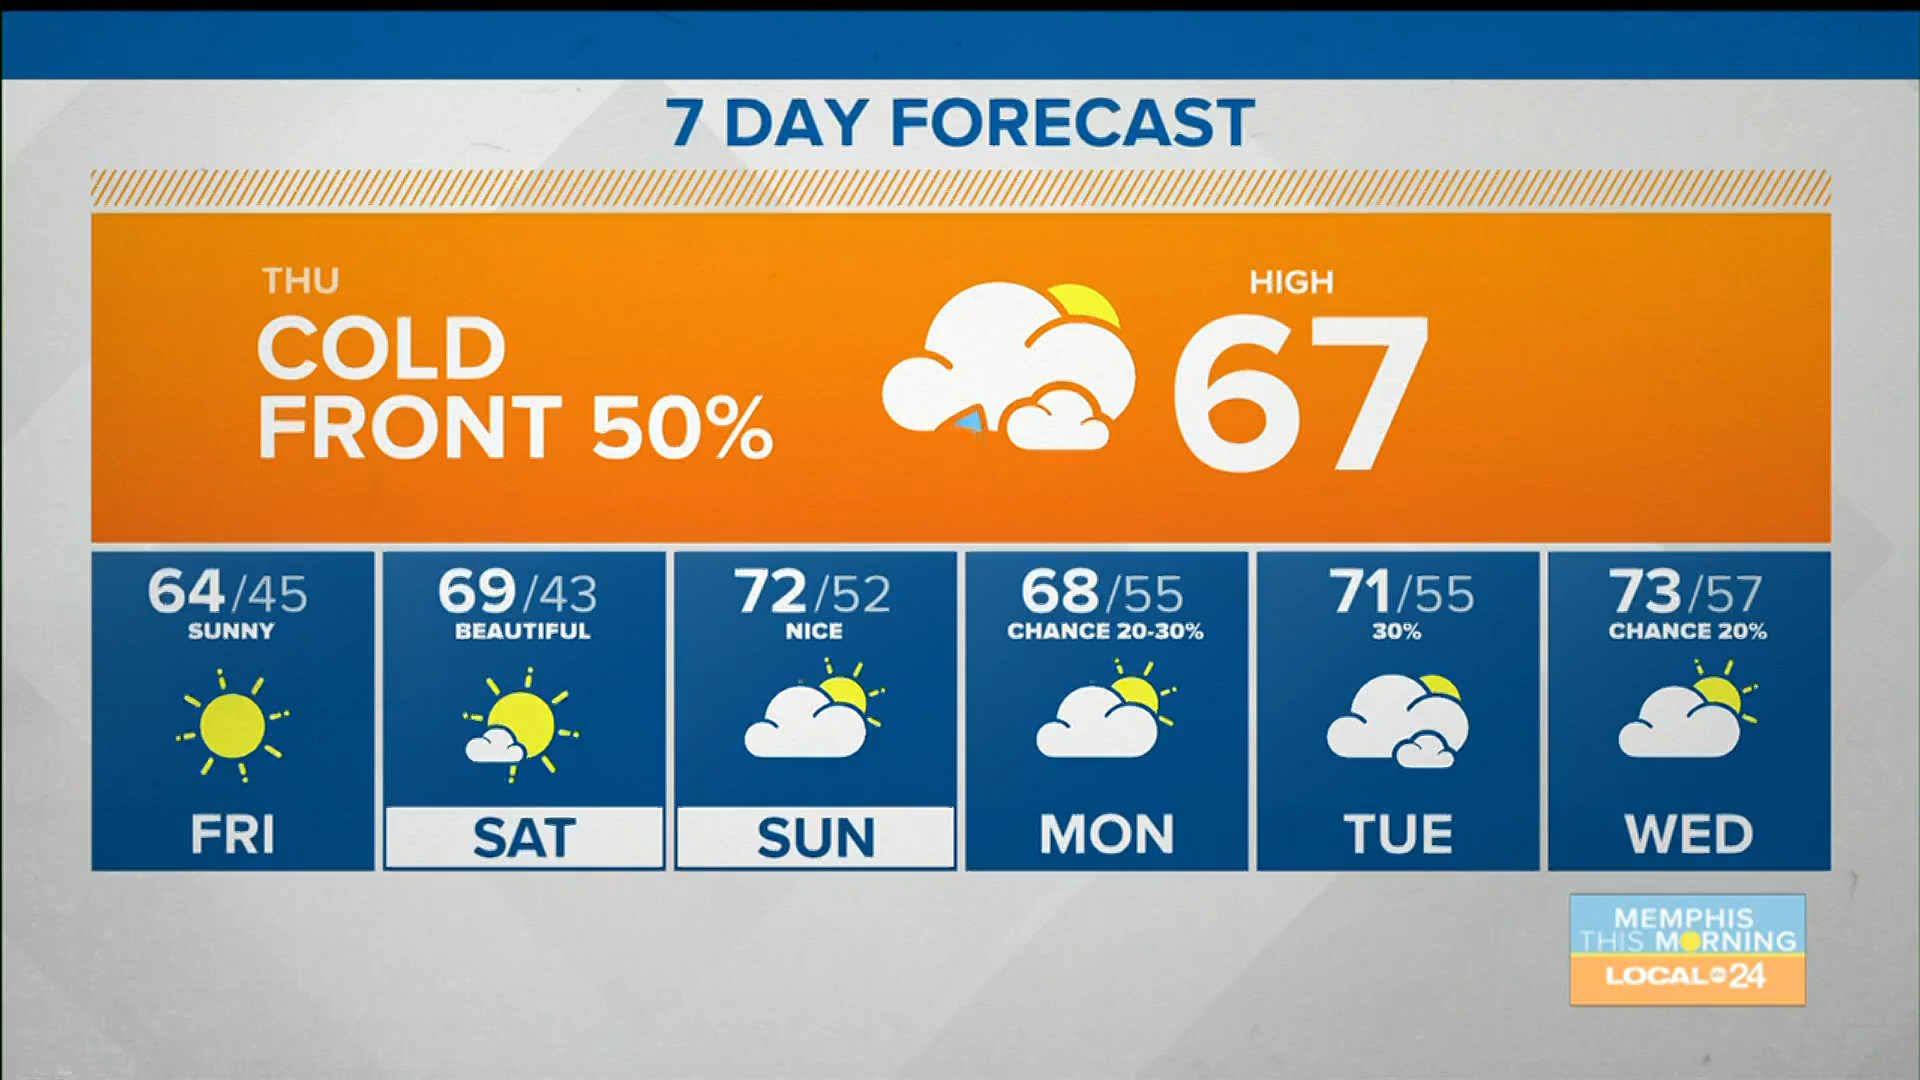 7 DAY FORECAST
THU
COLD
FRONT 50%
HIGH
67
64/45
SUNNY
FRI
69/43
BEAUTIFUL
SAT
72/52
NICE
SUN
68/55
CHANCE 20-30%
MON
71/55
30%
TUE
73/57
CHANCE 20%
WED
MEMPHIS
THIS MORNING
LOCAL abc 24